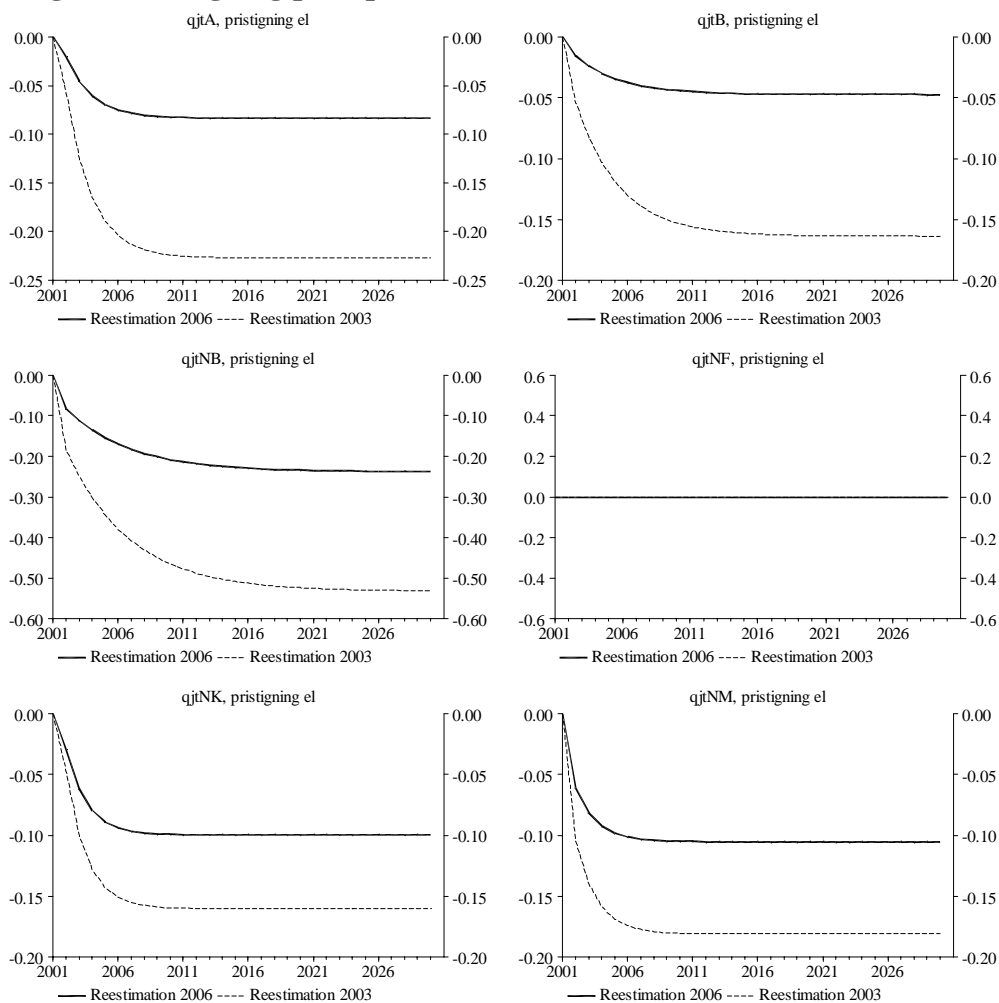 qjtA, pristigning el
0.00 0.00
-0.05 -0.05
-0.10 -0.10
-0.15 -0.15
-0.20 -0.20
-0.25 -0.25
2001 2006 2011 2016 2021 2026
Reestimation 2006 Reestimation 2003
qjtB, pristigning el
0.00 0.00
-0.05 -0.05
-0.10 -0.10
-0.15 -0.15
-0.20 -0.20
2001 2006 2011 2016 2021 2026
Reestimation 2006 Reestimation 2003
qjtNB, pristigning el
0.00 0.00
-0.10 -0.10
-0.20 -0.20
-0.30 -0.30
-0.40 -0.40
-0.50 -0.50
-0.60 -0.60
2001 2006 2011 2016 2021 2026
Reestimation 2006 Reestimation 2003
qjtNF, pristigning el
0.6 0.6
0.4 0.4
0.2 0.2
0.0 0.0
-0.2 -0.2
-0.4 -0.4
-0.6 -0.6
2001 2006 2011 2016 2021 2026
Reestimation 2006 Reestimation 2003
qjtNK, pristigning el
0.00 0.00
-0.05 -0.05
-0.10 -0.10
-0.15 -0.15
-0.20 -0.20
2001 2006 2011 2016 2021 2026
Reestimation 2006 Reestimation 2003
qjtNM, pristigning el
0.00 0.00
-0.05 -0.05
-0.10 -0.10
-0.15 -0.15
-0.20 -0.20
2001 2006 2011 2016 2021 2026
Reestimation 2006 Reestimation 2003